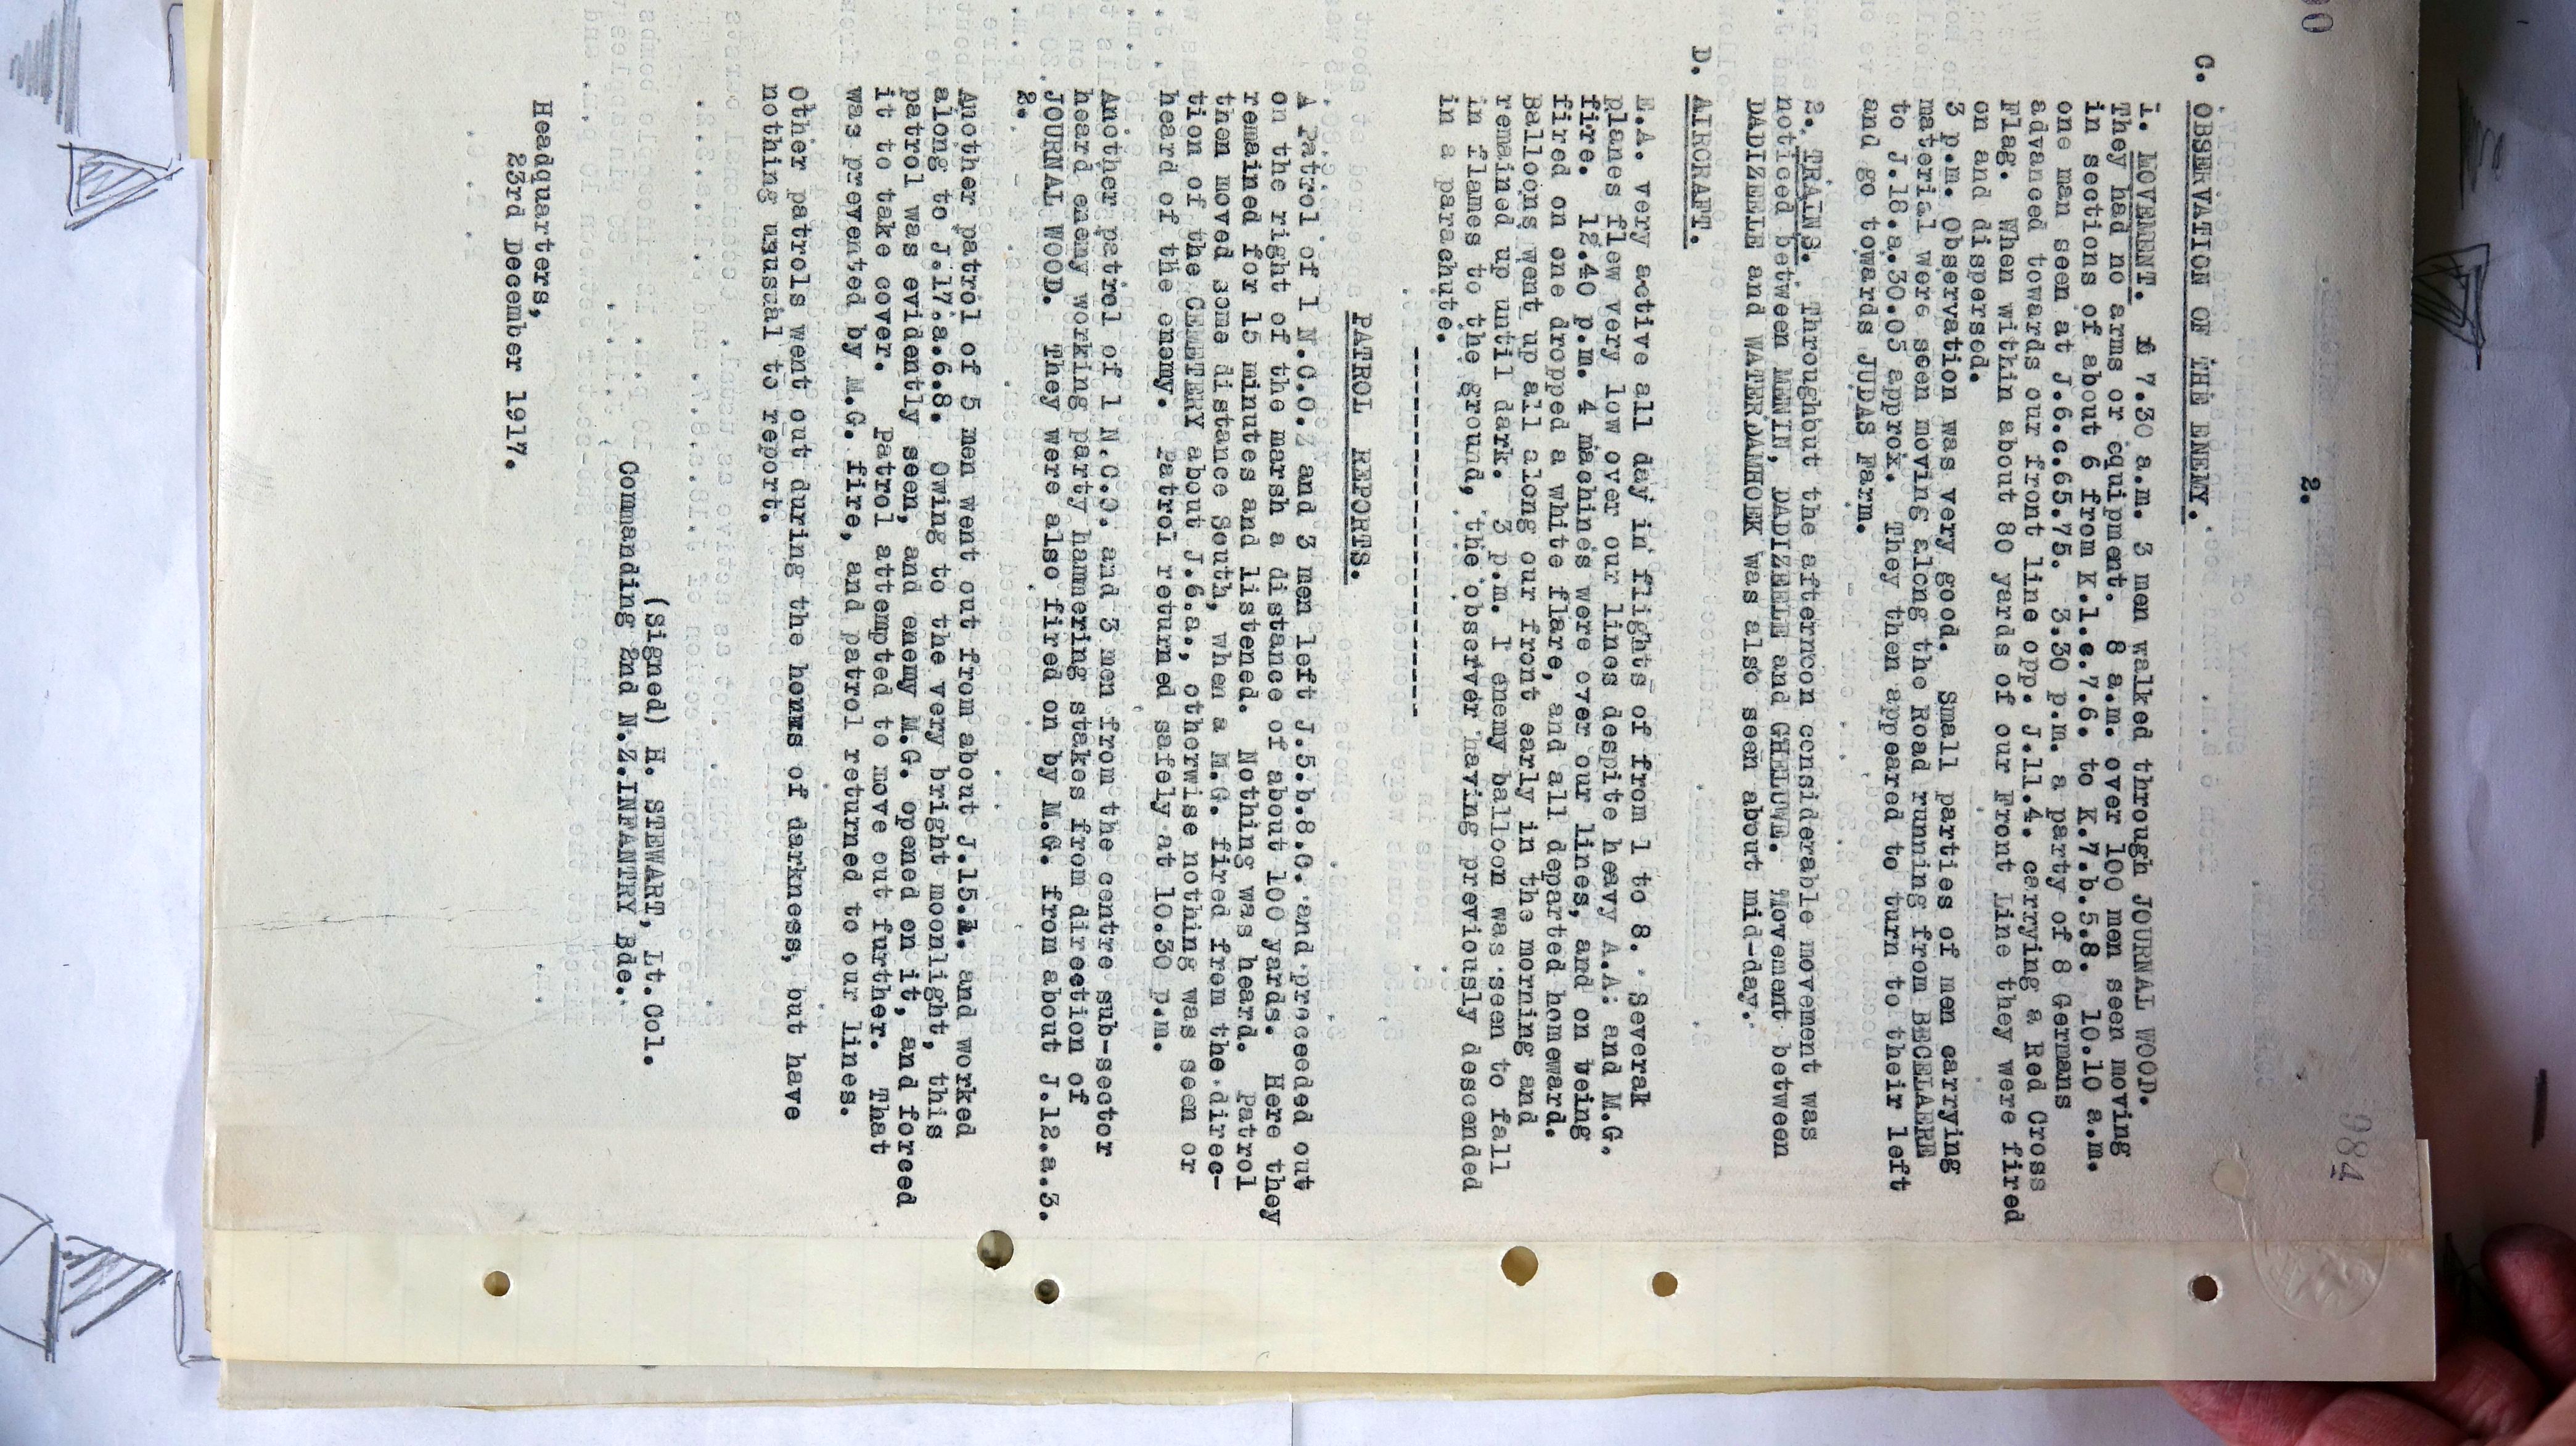 2.
984
C. OBSERVATION OF THE ENEMY.
i. MOVEMENT. 7.30 a.m. 3 men walked through JOURNAL WOOD.
They had no arms or equipment. 8 a.m. over 100 men seen moving
in sections of about 6 from K.1.c.7.6. to K.7.b.5.8. 10.10 a.m.
one man seen at J.6.c.65.75. 3.30 p.m. a party of 8 Germans
advanced towards our front line opp. J.11.4. carrying a Red Cross
Flag. When within about 80 yards of our Front Line they were fired
on and dispersed.
3 p.m. Observation was very good. Small parties of men carrying
material were seen moving along the Road running from BECELAERE
to J.18.a.30.05 approx. They then appeared to turn to their left
and go towards JUDAS Farm.
2. TRAINS. Throughout the afternoon considerable movement was
noticed between MENIN, DADIZEELE and GHELUWE. Movement between
DADIZEELE and WATERDAMHOEK was also seen about mid-day.
D. AIRCRAFT.
E.A. very active all day in flights of from 1 to 8. Severak
planes flew very low over our lines despite heavy A.A. and M.G.
fire. 12.40 p.m. 4 machines were over our lines, and on being
fired on one dropped a white flare, and all departed homeward.
Balloons went up all along our front early in the morning and
remained up until dark. 3 p.m. 1 enemy balloon was seen to fall
in flames to the ground, the observer having previously descended
in a parachute.
--------------------------
PATROL REPORTS.
A Patrol of 1 N.C.O. and 3 men left J.5.b.8.0. and proceeded out
on the right of the marsh a distance of about 100 yards. Here they
remained for 15 minutes and listened. Nothing was heard. Patrol
then moved some distance South, when a M.G. fired from the direc-
tion of the CEMETERY about J.6.a., otherwise nothing was seen or
heard of the enemy. Patrol returned safely at 10.30 p.m.
Another patrol of 1 N.C.O. and 3 men from the centre sub-sector
heard enemy working party hammering stakes from direction of
JOURNAL WOOD. They were also fired on by M.G. from about J.12.a.3.
2.
Another patrol of 5 men went out from about J.15. and worked
along to J.17.a.6.8. Owing to the very bright moonlight, this
patrol was evidently seen, and enemy M.G. opened on it, and forced
it to take cover. Patrol attempted to move out further. That
was prevented by M.G. fire, and patrol returned to our lines.
Other patrols went out during the hours of darkness, but have
nothing unusual to report.
(Signed) H. STEWART, Lt.Col.
Commanding 2nd N.Z.INFANTRY Bde.
Headquarters,
23rd December 1917.